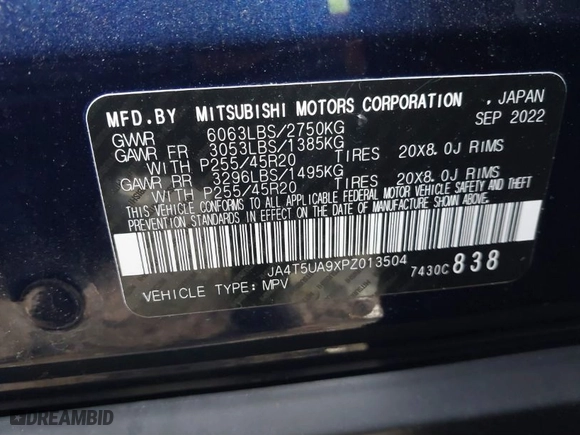 MFD.BY MITSUBISHI MOTORS CORPORATION , JAPAN
GVWR 6063LBS/2750KG SEP 2022
GAWR FR 3053LBS/1385KG
WITH P255/45R20 TIRES 20X8.0J RIMS
GAWR RR 3296LBS/1495KG
WITH P255/45R20 TIRES 20X8.0J RIMS
THIS VEHICLE CONFORMS TO ALL APPLICABLE FEDERAL MOTOR VEHICLE SAFETY AND THEFT
PREVENTION STANDARDS IN EFFECT ON THE DATE OF MANUFACTURE SHOWN ABOVE.
JA4T5UA9XPZ013504
7430C 838
VEHICLE TYPE: MPV
DREAMBID